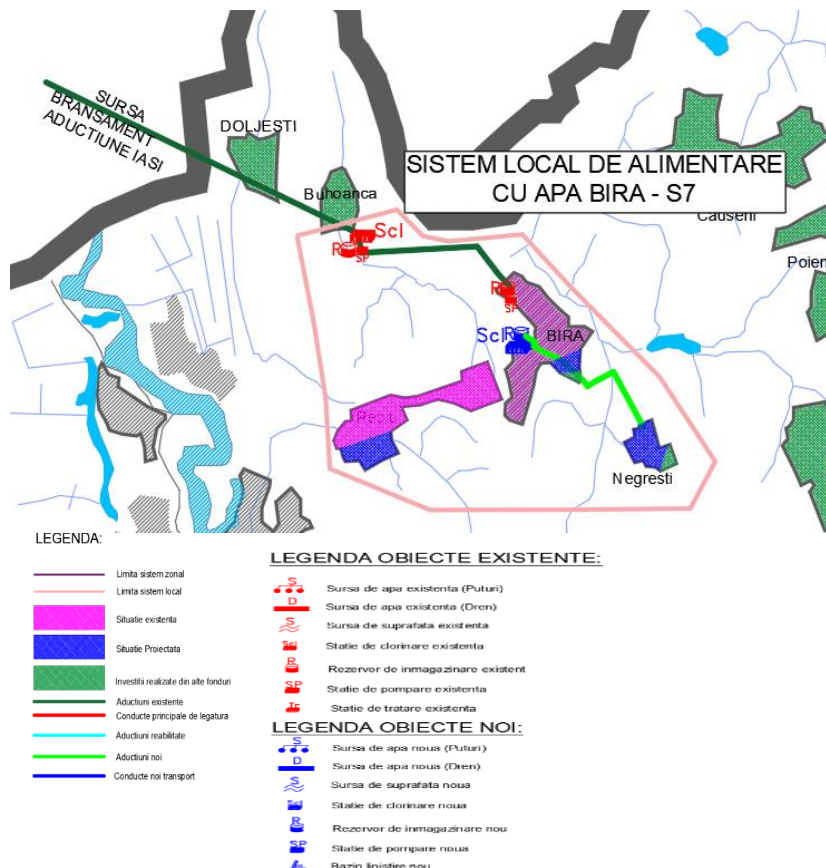 SURSA
BRANSAMENT
ADUCTIUNE IASI
DOLJESTI
Buhoanca
SISTEM LOCAL DE ALIMENTARE
CU APA BIRA - S7
Causeni
Poien
Scl
R
SP
R
SP
Scl
R
BIRA
Negresti
LEGENDA:
Limita sistem zonal
Limita sistem local
Situatie existenta
Situatie Proiectata
Investitii realizate din alte fonduri
Aductiuni existente
Conducte principale de legatura
Aductiuni reabilitate
Aductiuni noi
Conducte noi transport
LEGENDA OBIECTE EXISTENTE:
S Sursa de apa existenta (Puturi)
D Sursa de apa existenta (Dren)
S Sursa de suprafata existenta
Scl Statie de clorinare existenta
R Rezervor de inmagazinare existent
SP Statie de pompare existenta
Tr Statie de tratare existenta
LEGENDA OBIECTE NOI:
S Sursa de apa noua (Puturi)
D Sursa de apa noua (Dren)
S Sursa de suprafata noua
Scl Statie de clorinare noua
R Rezervor de inmagazinare nou
SP Statie de pompare noua
Bazin linistire nou